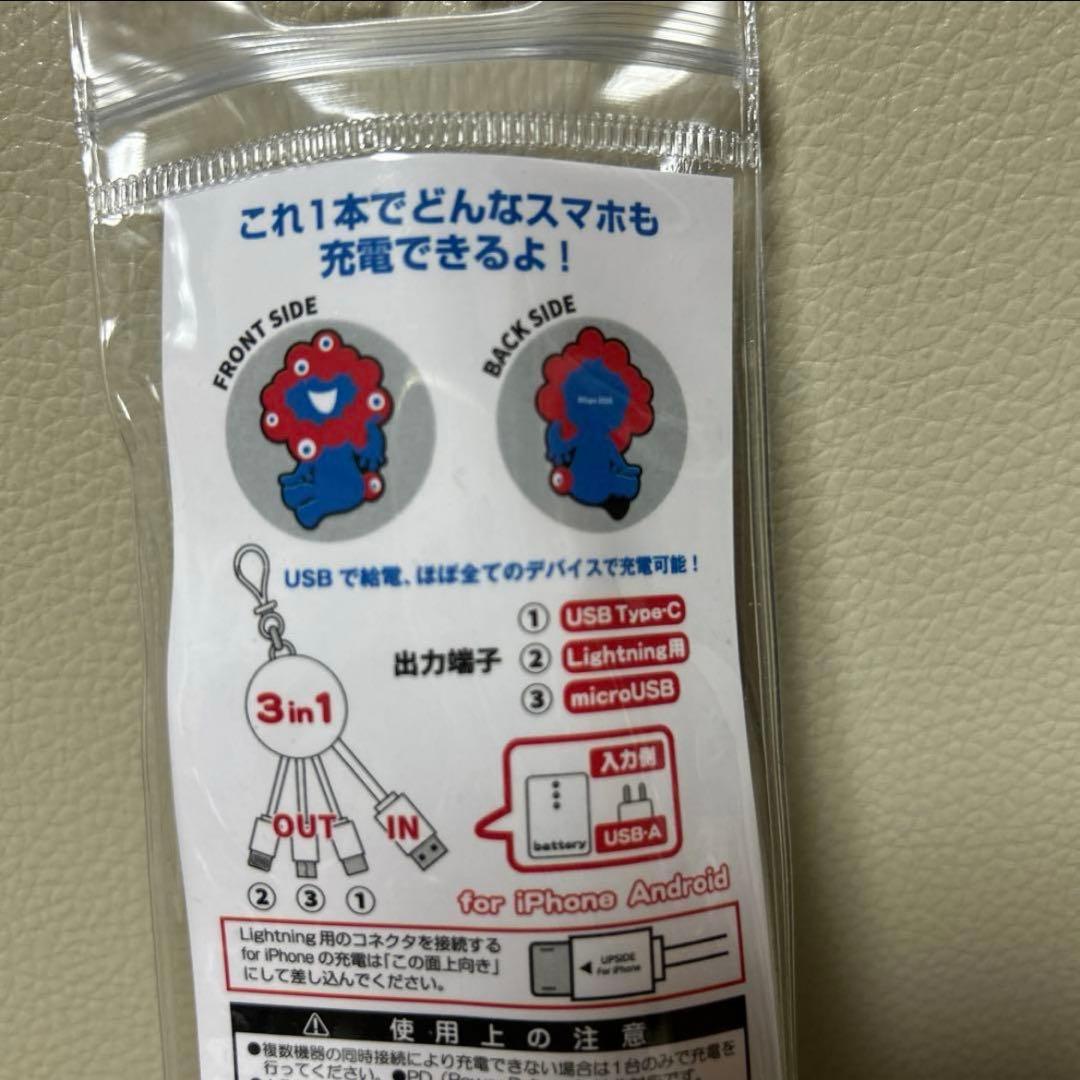 これ1本でどんなスマホも
充電できるよ！
FRONT SIDE
BACK SIDE
USBで給電、ほぼ全てのデバイスで充電可能！
出力端子
① USB Type-C
② Lightning用
③ microUSB
3in1
OUT
IN
② ③ ①
入力側
battery
USB-A
for iPhone Android
Lightning用のコネクタを接続する
for iPhoneの充電は「この面上向き」
にして差し込んでください。
UPSIDE
For iPhone
使用上の注意
●複数機器の同時接続により充電できない場合は1台のみで充電を
行ってください。●PD